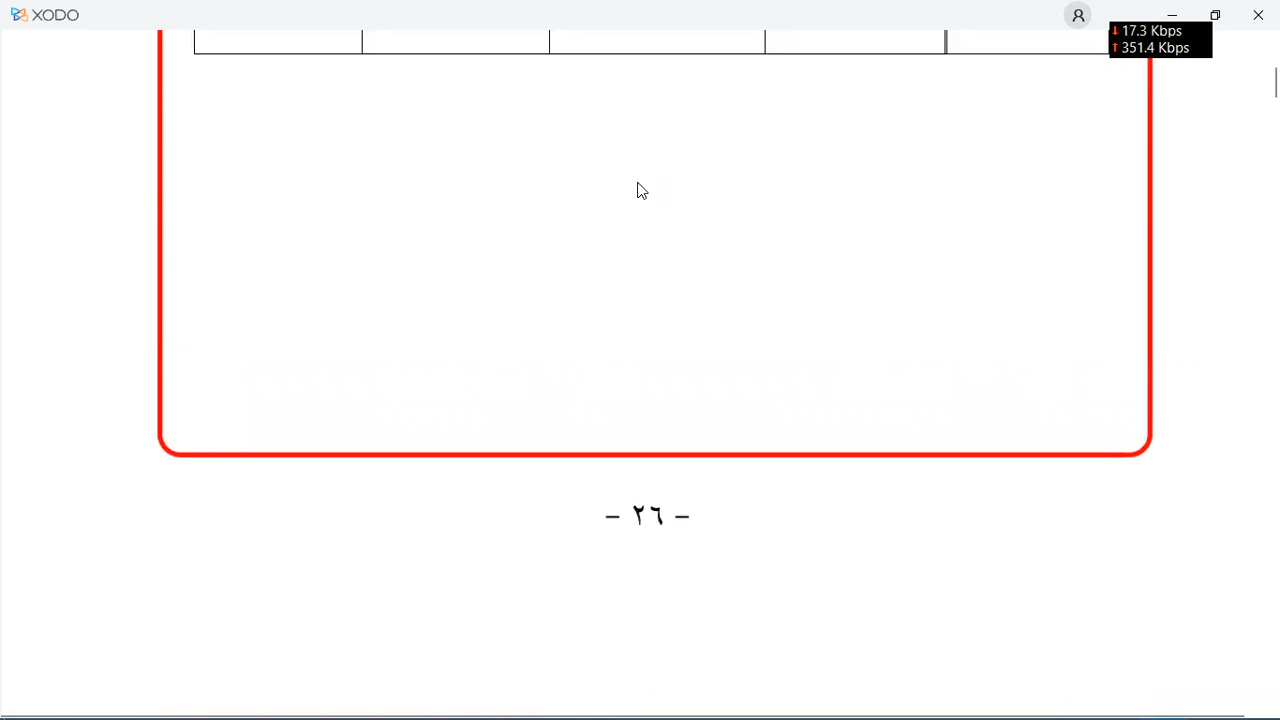 XODO
17.3 Kbps
351.4 Kbps
- ٢٦ -